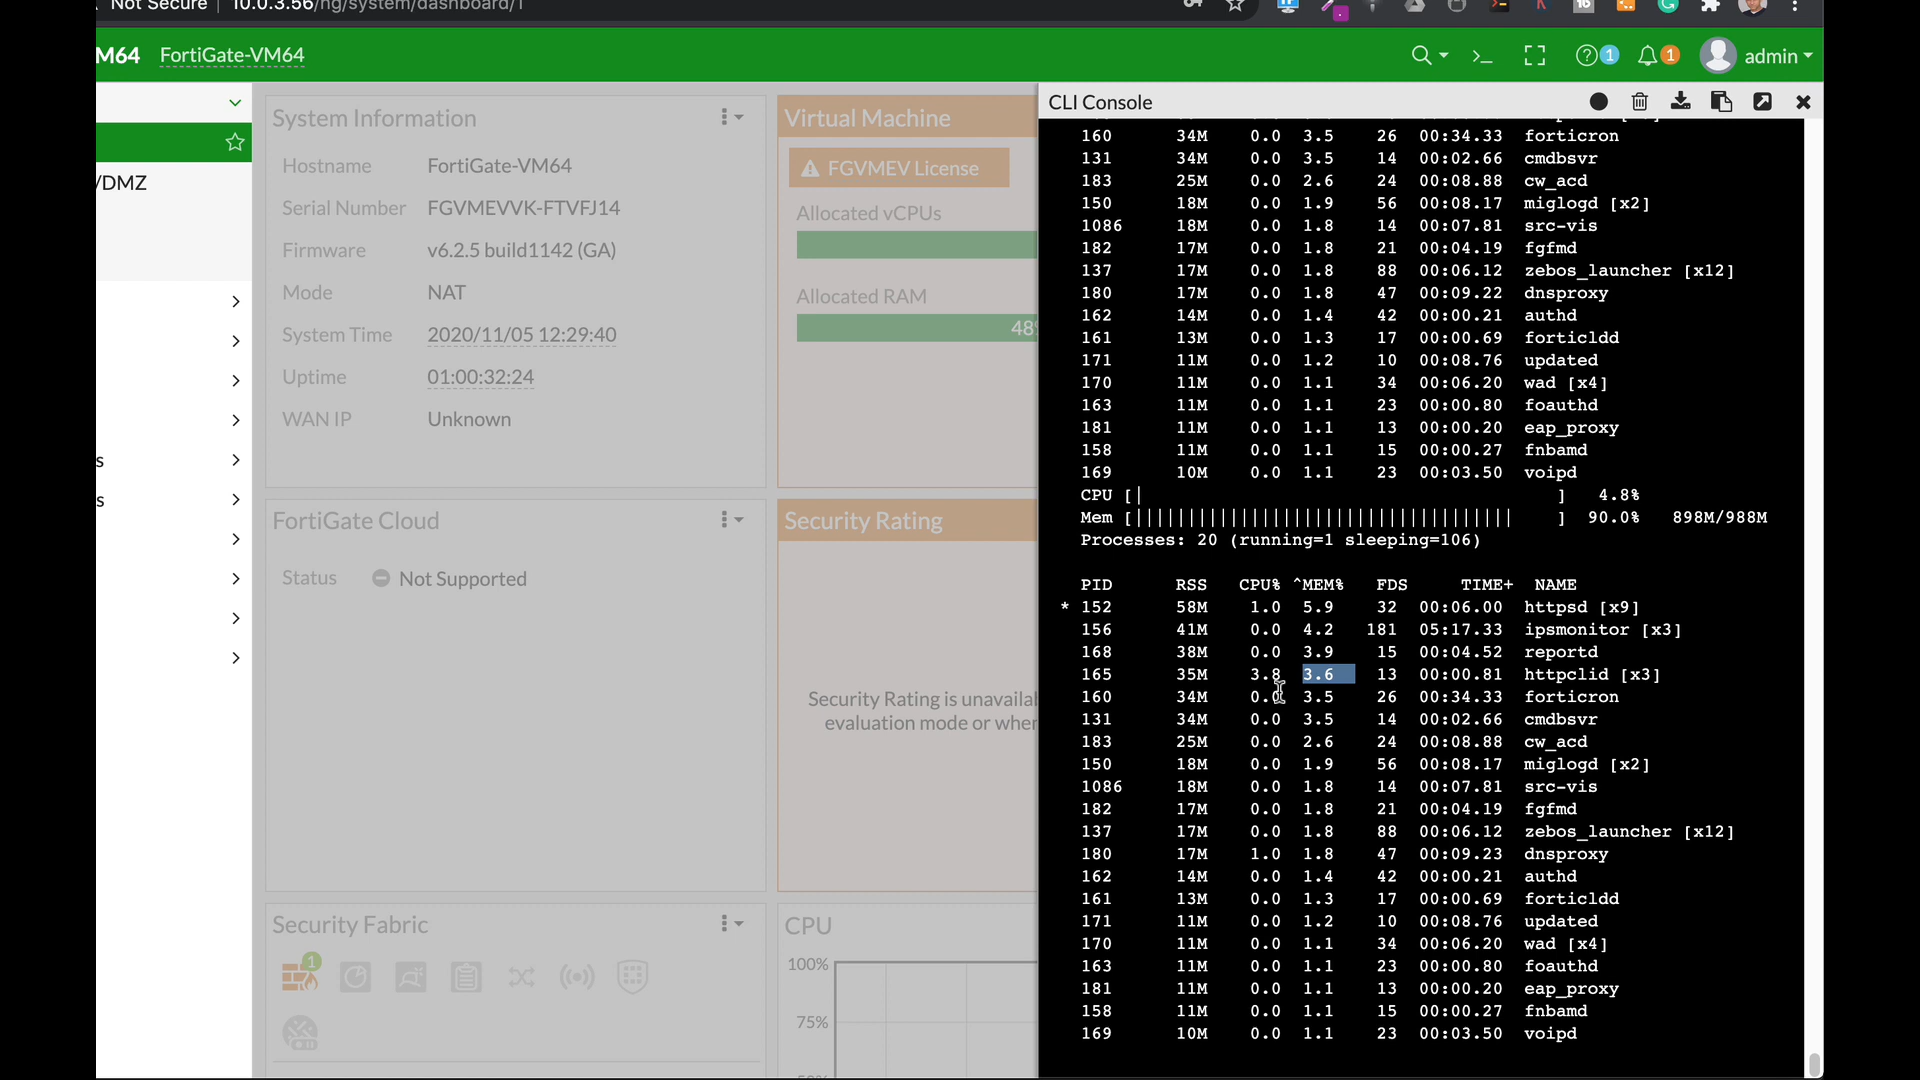 Not Secure 10.0.3.56/ng/system/dashboard/1
M64 FortiGate-VM64
1 1 admin
/DMZ
s
s
System Information
Hostname FortiGate-VM64
Serial Number FGVMEVVK-FTVFJ14
Firmware v6.2.5 build1142 (GA)
Mode NAT
System Time 2020/11/05 12:29:40
Uptime 01:00:32:24
WAN IP Unknown
Virtual Machine
FGVMEV License
Allocated vCPUs
Allocated RAM
48%
FortiGate Cloud
Status Not Supported
Security Rating
Security Rating is unavaila
evaluation mode or when
Security Fabric
1
CPU
100%
75%
CLI Console
160 34M 0.0 3.5 26 00:34.33 forticron
131 34M 0.0 3.5 14 00:02.66 cmdbsvr
183 25M 0.0 2.6 24 00:08.88 cw_acd
150 18M 0.0 1.9 56 00:08.17 miglogd [x2]
1086 18M 0.0 1.8 14 00:07.81 src-vis
182 17M 0.0 1.8 21 00:04.19 fgfmd
137 17M 0.0 1.8 88 00:06.12 zebos_launcher [x12]
180 17M 0.0 1.8 47 00:09.22 dnsproxy
162 14M 0.0 1.4 42 00:00.21 authd
161 13M 0.0 1.3 17 00:00.69 forticldd
171 11M 0.0 1.2 10 00:08.76 updated
170 11M 0.0 1.1 34 00:06.20 wad [x4]
163 11M 0.0 1.1 23 00:00.80 foauthd
181 11M 0.0 1.1 13 00:00.20 eap_proxy
158 11M 0.0 1.1 15 00:00.27 fnbamd
169 10M 0.0 1.1 23 00:03.50 voipd
CPU [| ] 4.8%
Mem [|||||||||||||||||||||||||||||||||||| ] 90.0% 898M/988M
Processes: 20 (running=1 sleeping=106)
PID RSS CPU% ^MEM% FDS TIME+ NAME
* 152 58M 1.0 5.9 32 00:06.00 httpsd [x9]
156 41M 0.0 4.2 181 05:17.33 ipsmonitor [x3]
168 38M 0.0 3.9 15 00:04.52 reportd
165 35M 3.8 3.6 13 00:00.81 httpclid [x3]
160 34M 0.0 3.5 26 00:34.33 forticron
131 34M 0.0 3.5 14 00:02.66 cmdbsvr
183 25M 0.0 2.6 24 00:08.88 cw_acd
150 18M 0.0 1.9 56 00:08.17 miglogd [x2]
1086 18M 0.0 1.8 14 00:07.81 src-vis
182 17M 0.0 1.8 21 00:04.19 fgfmd
137 17M 0.0 1.8 88 00:06.12 zebos_launcher [x12]
180 17M 1.0 1.8 47 00:09.23 dnsproxy
162 14M 0.0 1.4 42 00:00.21 authd
161 13M 0.0 1.3 17 00:00.69 forticldd
171 11M 0.0 1.2 10 00:08.76 updated
170 11M 0.0 1.1 34 00:06.20 wad [x4]
163 11M 0.0 1.1 23 00:00.80 foauthd
181 11M 0.0 1.1 13 00:00.20 eap_proxy
158 11M 0.0 1.1 15 00:00.27 fnbamd
169 10M 0.0 1.1 23 00:03.50 voipd